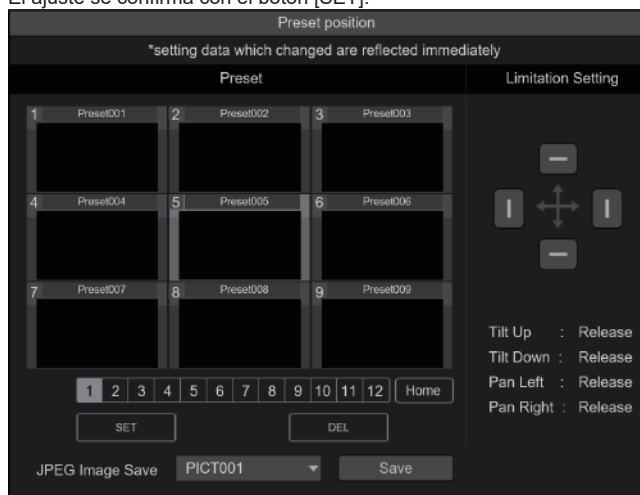 El ajuste se confirma con el botón [SET].
Preset position
*setting data which changed are reflected immediately
Preset
Limitation Setting
1 Preset001 2 Preset002 3 Preset003
4 Preset004 5 Preset005 6 Preset006
7 Preset007 8 Preset008 9 Preset009
1 2 3 4 5 6 7 8 9 10 11 12 Home
SET DEL
JPEG Image Save PICT001 Save
Tilt Up : Release
Tilt Down : Release
Pan Left : Release
Pan Right : Release